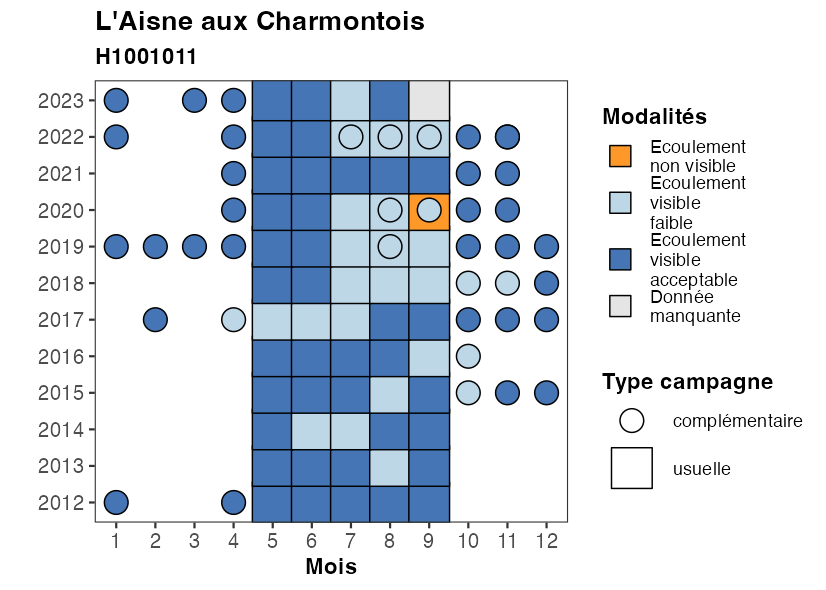 L'Aisne aux Charmontois
H1001011
2023
2022
2021
2020
2019
2018
2017
2016
2015
2014
2013
2012
1 2 3 4 5 6 7 8 9 10 11 12
Mois
Modalités
Ecoulement
non visible
Ecoulement
visible
faible
Ecoulement
visible
acceptable
Donnée
manquante
Type campagne
complémentaire
usuelle